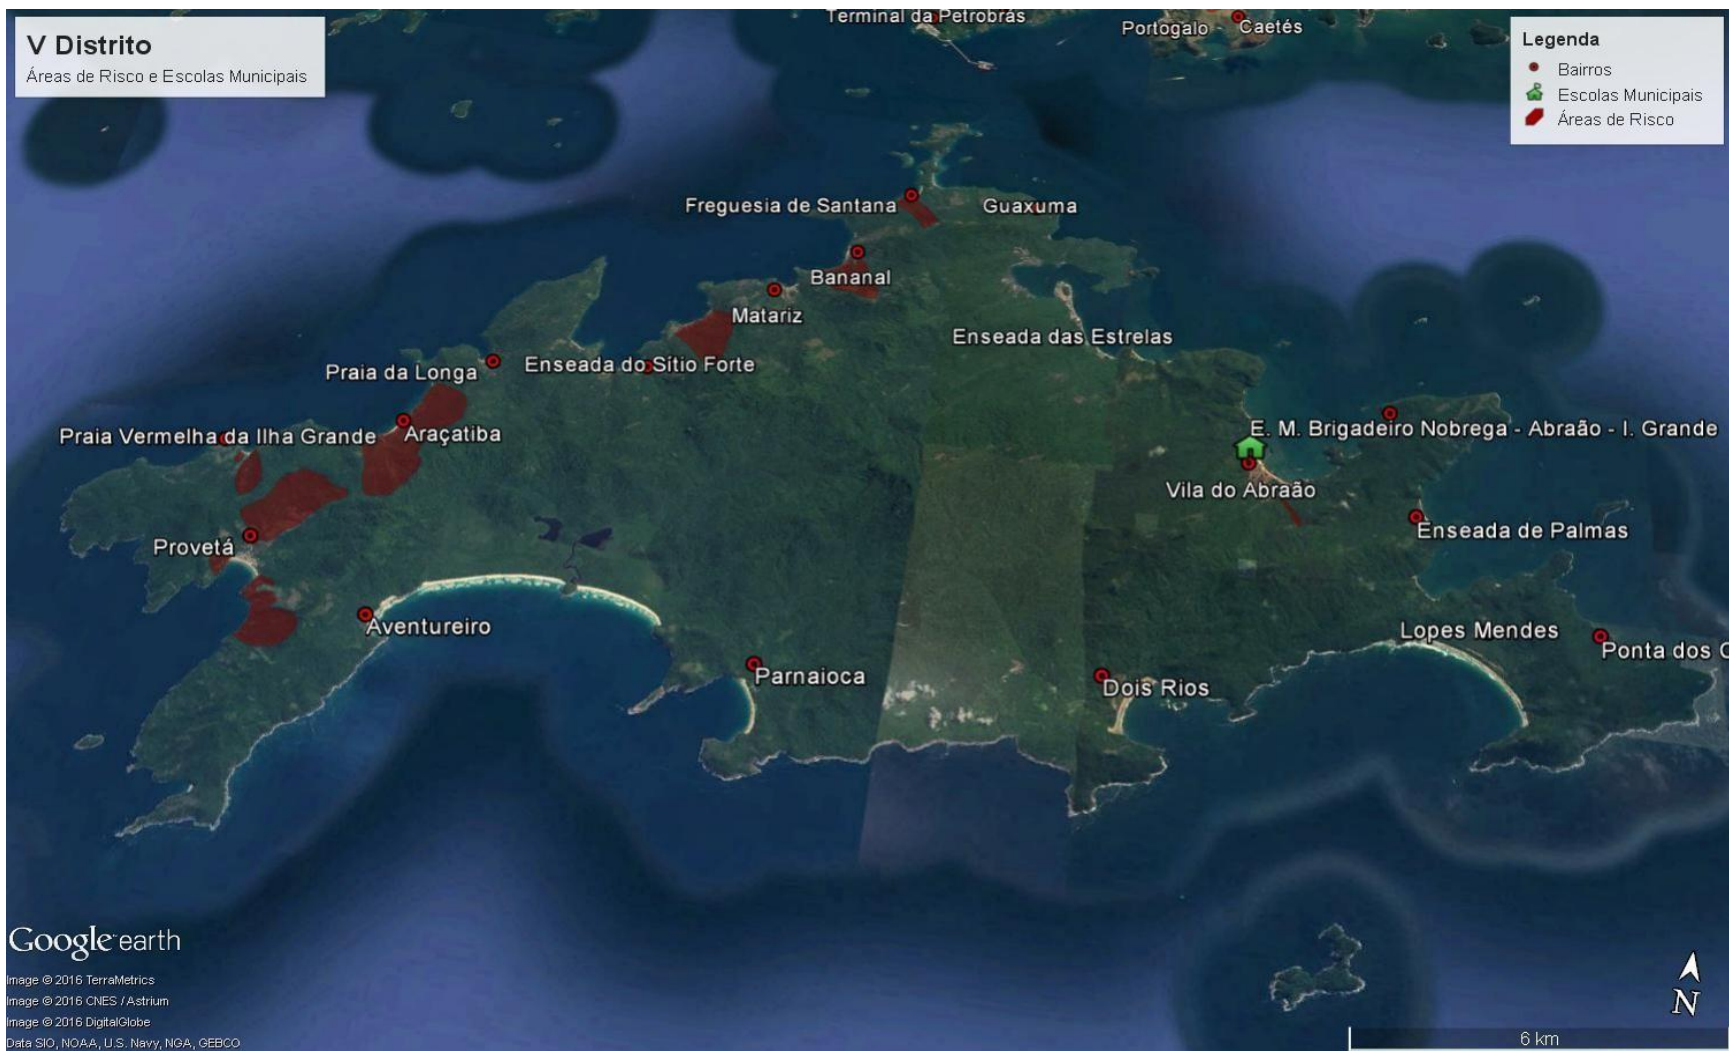 Terminal da Petrobrás
Portogalo
Caetés
V Distrito
Áreas de Risco e Escolas Municipais
Legenda
Bairros
Escolas Municipais
Áreas de Risco
Freguesia de Santana
Guaxuma
Bananal
Matariz
Enseada das Estrelas
Praia da Longa
Enseada do Sítio Forte
Praia Vermelha da Ilha Grande
Araçatiba
E. M. Brigadeiro Nobrega - Abraão - I. Grande
Vila do Abraão
Enseada de Palmas
Provetá
Aventureiro
Lopes Mendes
Ponta dos C
Parnaioca
Dois Rios
Google earth
Image © 2016 TerraMetrics
Image © 2016 CNES / Astrium
Image © 2016 DigitalGlobe
Data SIO, NOAA, U.S. Navy, NGA, GEBCO
N
6 km